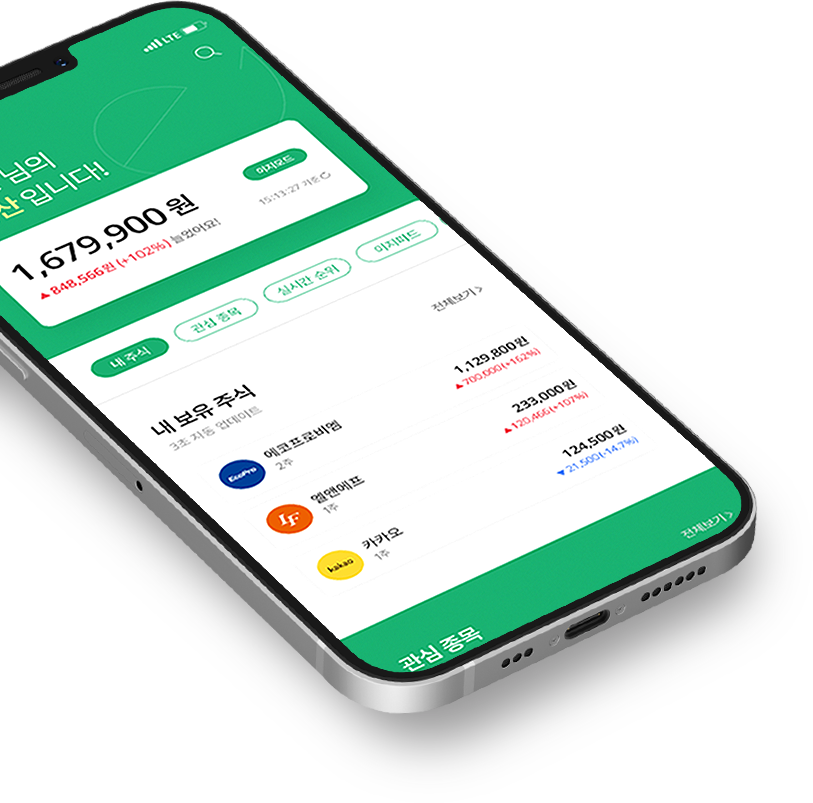 LTE
님의
산 입니다!
1,679,900 원
이지모드
▲ 848,566원 (+102%) 늘었어요!
15:13:27 기준
내 주식
관심 종목
실시간 순위
이지피드
내 보유 주식
전체보기 >
3초 자동 업데이트
EcoPro
에코프로비엠
2주
1,129,800원
▲ 700,000(+162%)
LF
엘앤에프
1주
233,000원
▲ 120,466(+107%)
kakao
카카오
1주
124,500원
▼ 21,500(-14.7%)
관심 종목
전체보기 >